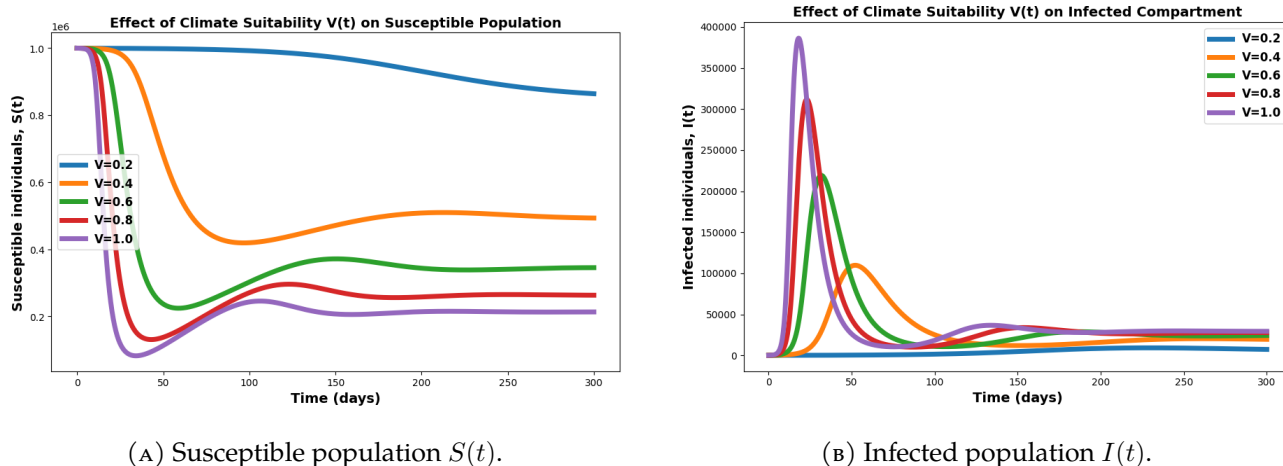 Effect of Climate Suitability V(t) on Susceptible Population
1e6
1.0
0.8
0.6
0.4
0.2
Susceptible individuals, S(t)
V=0.2
V=0.4
V=0.6
V=0.8
V=1.0
0 50 100 150 200 250 300
Time (days)
(A) Susceptible population S(t).
Effect of Climate Suitability V(t) on Infected Compartment
400000
350000
300000
250000
200000
150000
100000
50000
0
Infected individuals, I(t)
V=0.2
V=0.4
V=0.6
V=0.8
V=1.0
0 50 100 150 200 250 300
Time (days)
(B) Infected population I(t).